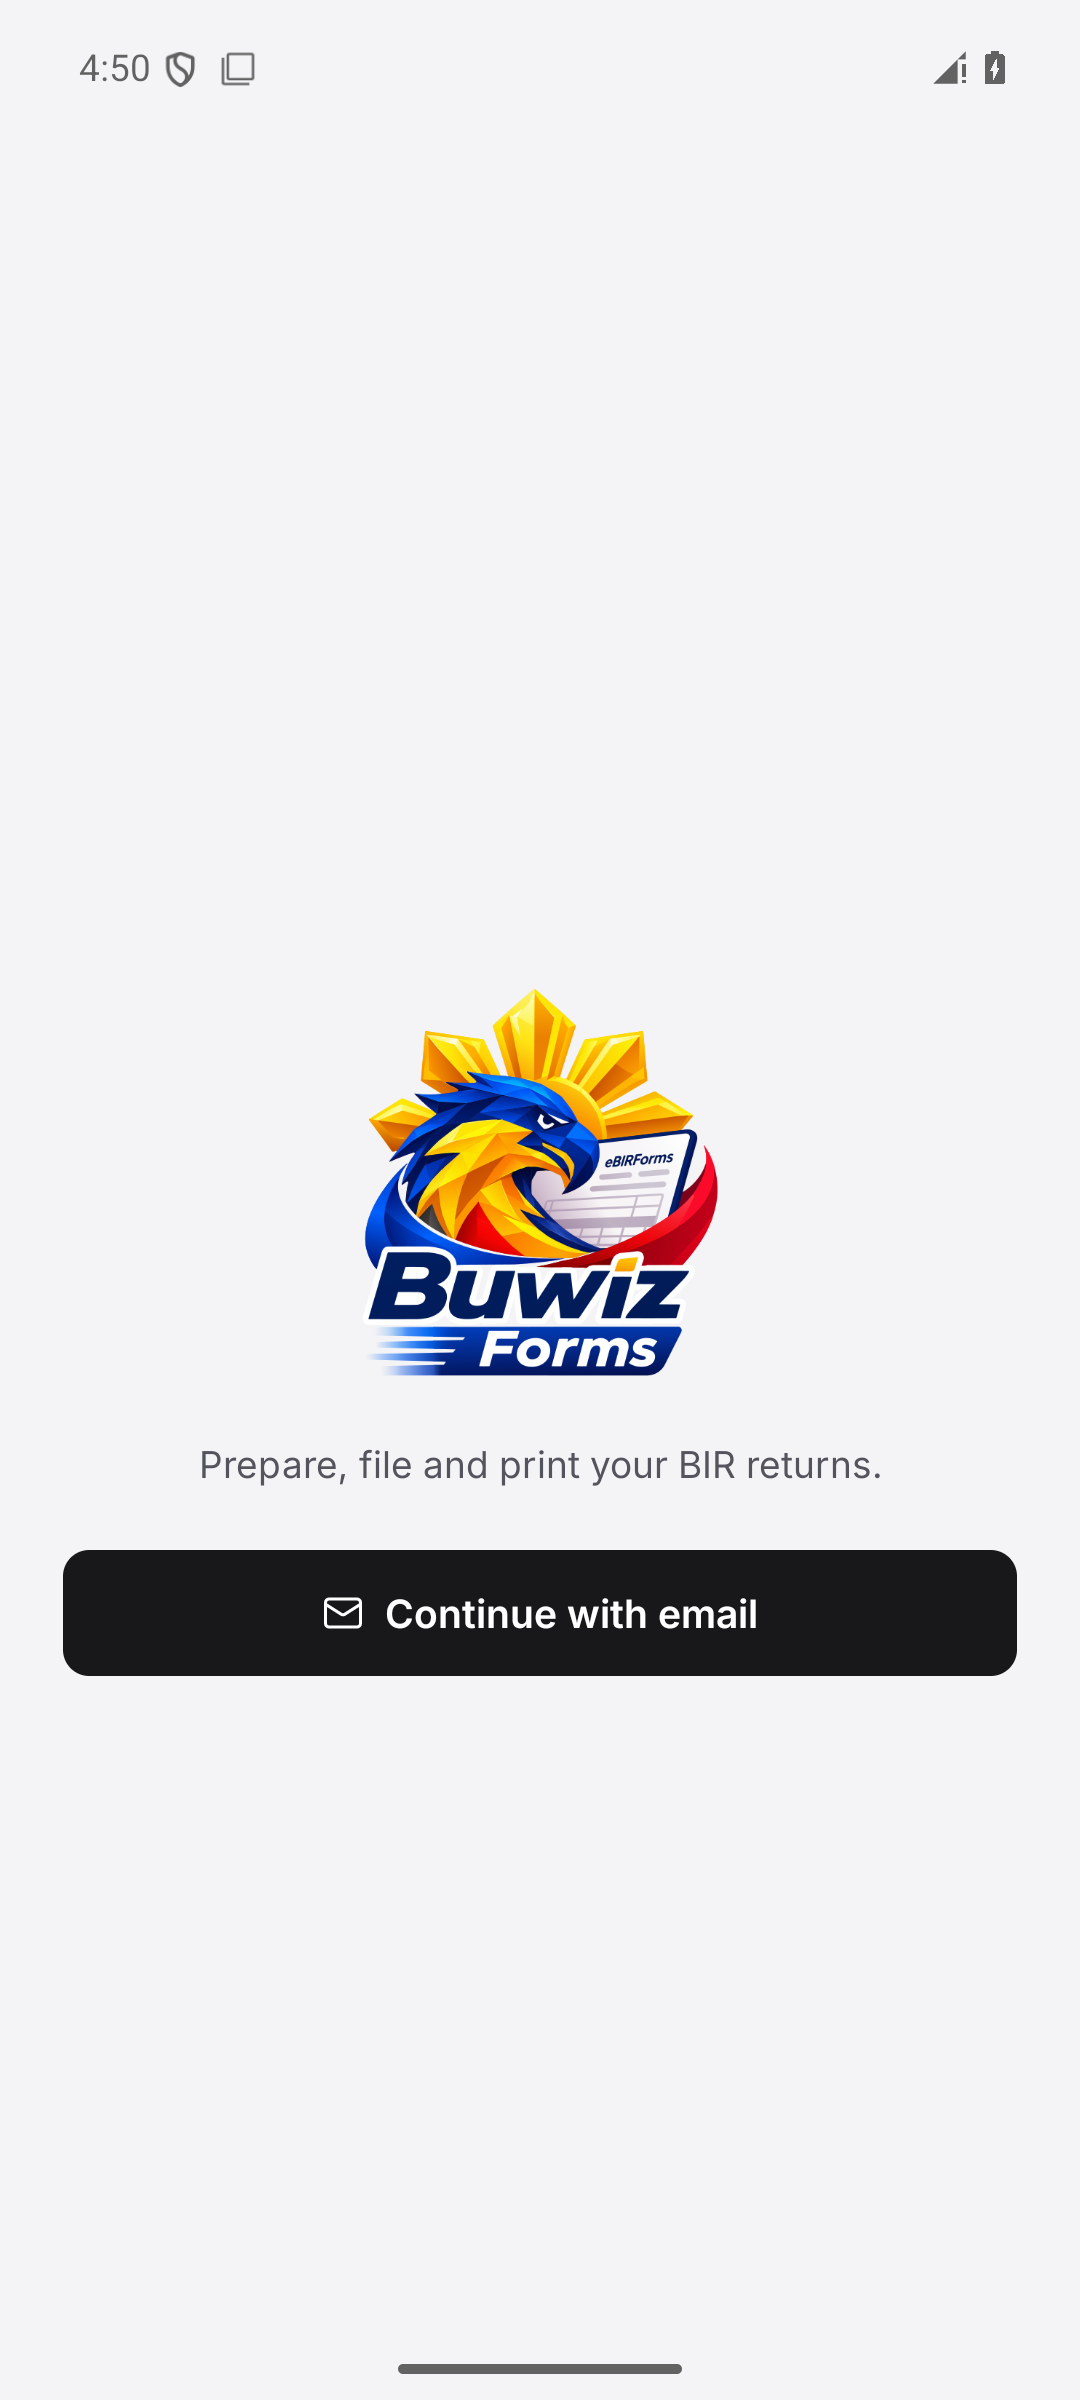 4:50
eBIRForms
Buwiz
Forms
Prepare, file and print your BIR returns.
Continue with email